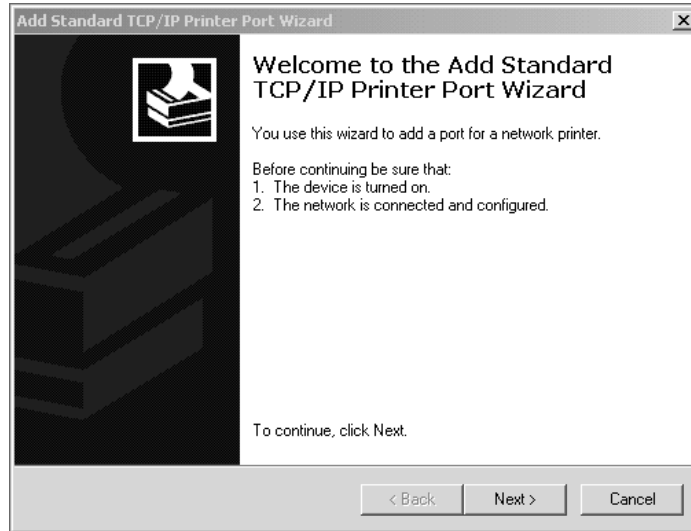 Add Standard TCP/IP Printer Port Wizard
Welcome to the Add Standard
TCP/IP Printer Port Wizard
You use this wizard to add a port for a network printer.
Before continuing be sure that:
1. The device is turned on.
2. The network is connected and configured.
To continue, click Next.
< Back Next > Cancel